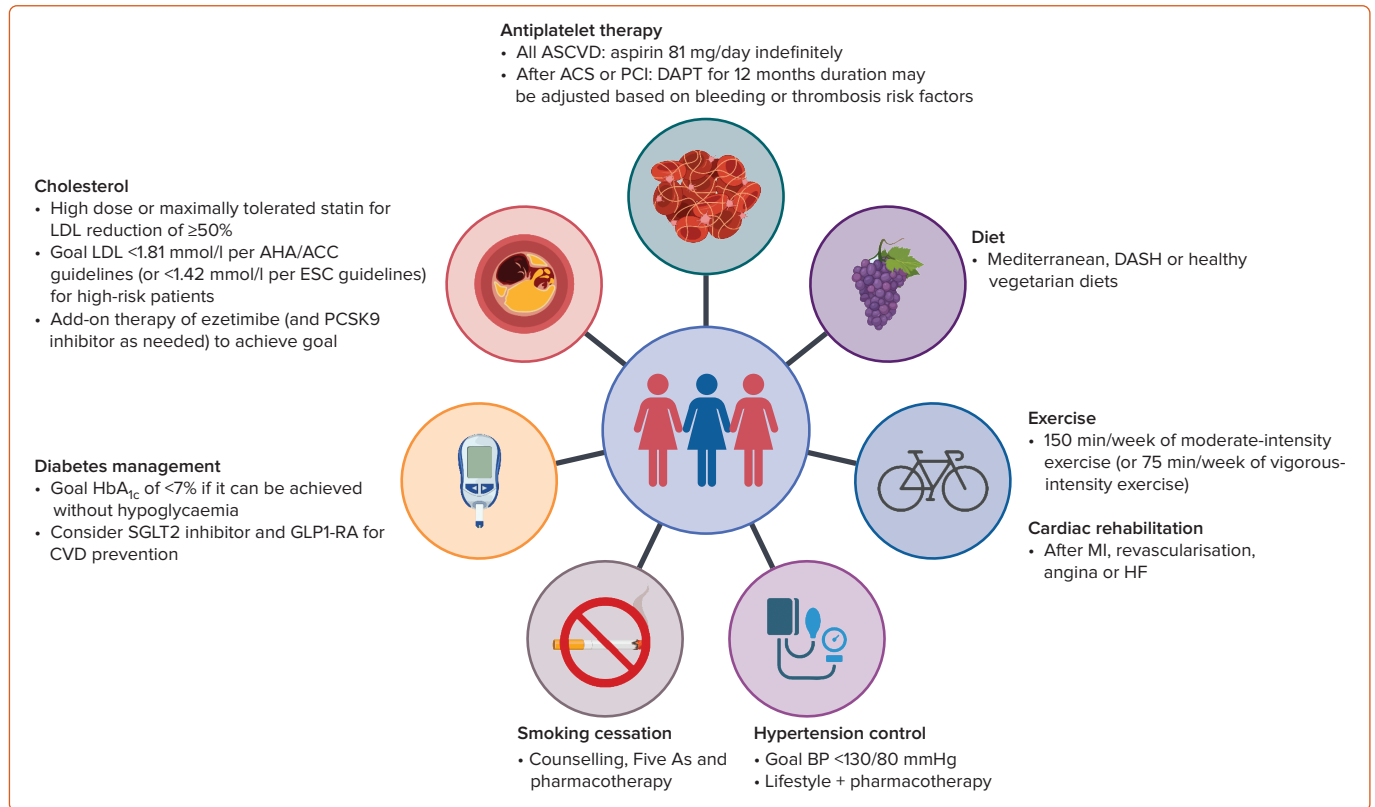 Antiplatelet therapy
• All ASCVD: aspirin 81 mg/day indefinitely
• After ACS or PCI: DAPT for 12 months duration may
be adjusted based on bleeding or thrombosis risk factors
Cholesterol
• High dose or maximally tolerated statin for
LDL reduction of ≥50%
• Goal LDL <1.81 mmol/l per AHA/ACC
guidelines (or <1.42 mmol/l per ESC guidelines)
for high-risk patients
• Add-on therapy of ezetimibe (and PCSK9
inhibitor as needed) to achieve goal
Diet
• Mediterranean, DASH or healthy
vegetarian diets
Diabetes management
• Goal HbA1c of <7% if it can be achieved
without hypoglycaemia
• Consider SGLT2 inhibitor and GLP1-RA for
CVD prevention
Exercise
• 150 min/week of moderate-intensity
exercise (or 75 min/week of vigorous-
intensity exercise)
Cardiac rehabilitation
• After MI, revascularisation,
angina or HF
Smoking cessation
• Counselling, Five As and
pharmacotherapy
Hypertension control
• Goal BP <130/80 mmHg
• Lifestyle + pharmacotherapy